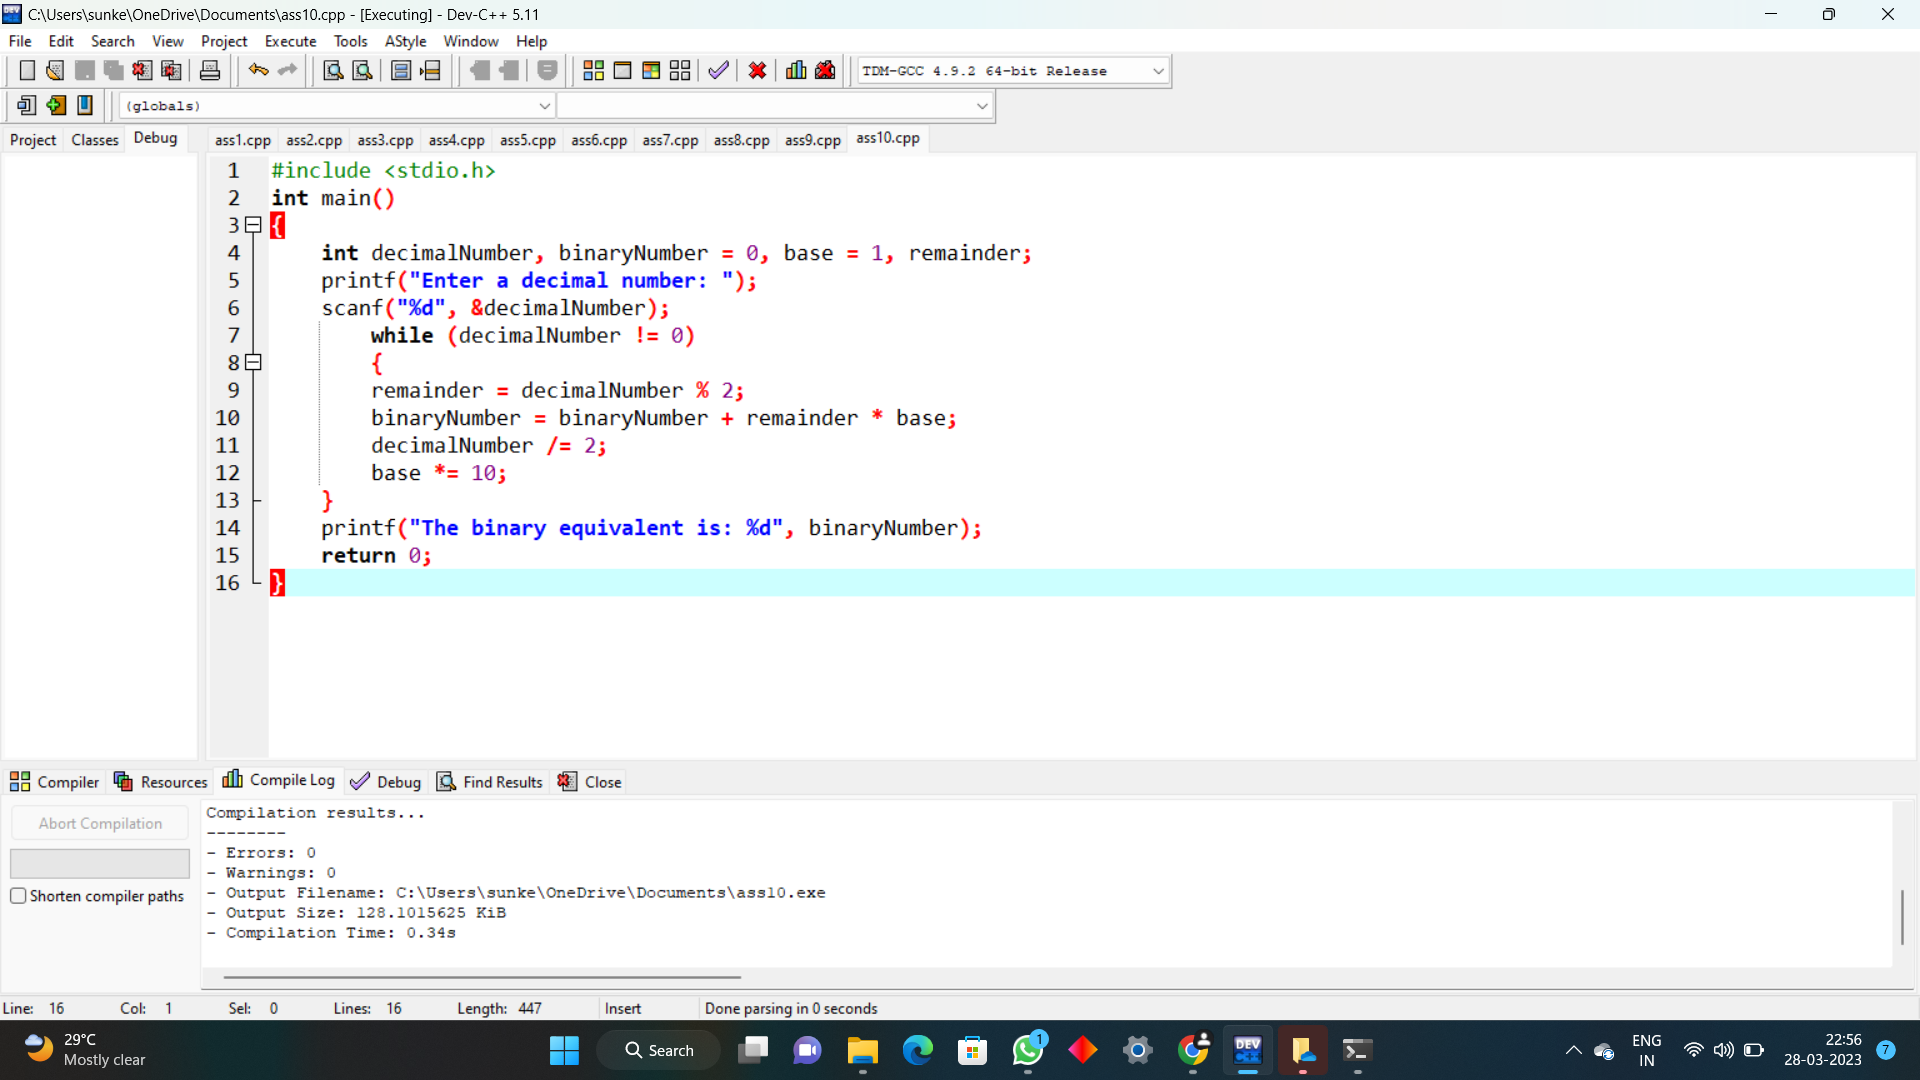 C:\Users\sunke\OneDrive\Documents\ass10.cpp - [Executing] - Dev-C++ 5.11
File Edit Search View Project Execute Tools AStyle Window Help
TDM-GCC 4.9.2 64-bit Release
(globals)
Project Classes Debug ass1.cpp ass2.cpp ass3.cpp ass4.cpp ass5.cpp ass6.cpp ass7.cpp ass8.cpp ass9.cpp ass10.cpp
1 #include <stdio.h>
2 int main()
3 {
4 int decimalNumber, binaryNumber = 0, base = 1, remainder;
5 printf("Enter a decimal number: ");
6 scanf("%d", &decimalNumber);
7 while (decimalNumber != 0)
8 {
9 remainder = decimalNumber % 2;
10 binaryNumber = binaryNumber + remainder * base;
11 decimalNumber /= 2;
12 base *= 10;
13 }
14 printf("The binary equivalent is: %d", binaryNumber);
15 return 0;
16 }
Compiler Resources Compile Log Debug Find Results Close
Abort Compilation
Shorten compiler paths
Compilation results...
--------
- Errors: 0
- Warnings: 0
- Output Filename: C:\Users\sunke\OneDrive\Documents\ass10.exe
- Output Size: 128.1015625 KiB
- Compilation Time: 0.34s
Line: 16 Col: 1 Sel: 0 Lines: 16 Length: 447 Insert Done parsing in 0 seconds
29°C
Mostly clear
Search
1
DEV
C++
ENG
IN
22:56
28-03-2023
7